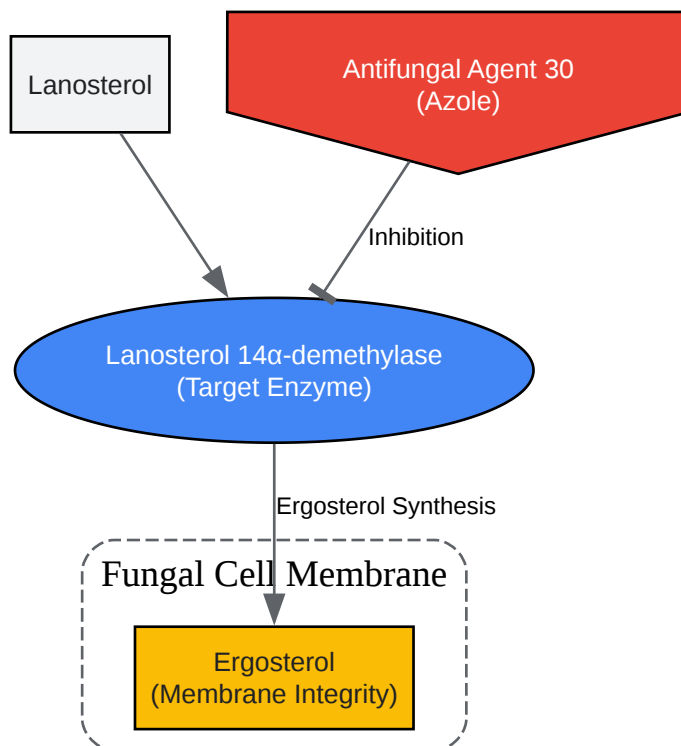 Lanosterol
Antifungal Agent 30
(Azole)
Inhibition
Lanosterol 14α-demethylase
(Target Enzyme)
Ergosterol Synthesis
Fungal Cell Membrane
Ergosterol
(Membrane Integrity)